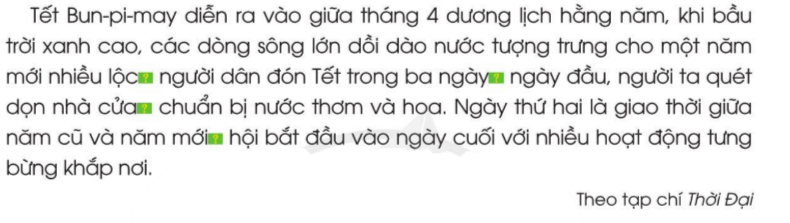 Tết Bun-pi-may diễn ra vào giữa tháng 4 dương lịch hằng năm, khi bầu
trời xanh cao, các dòng sông lớn dồi dào nước tượng trưng cho một năm
mới nhiều lộc ? người dân đón Tết trong ba ngày ? ngày đầu, người ta quét
dọn nhà cửa ? chuẩn bị nước thơm và hoa. Ngày thứ hai là giao thời giữa
năm cũ và năm mới ? hội bắt đầu vào ngày cuối với nhiều hoạt động tưng
bừng khắp nơi.
Theo tạp chí Thời Đại